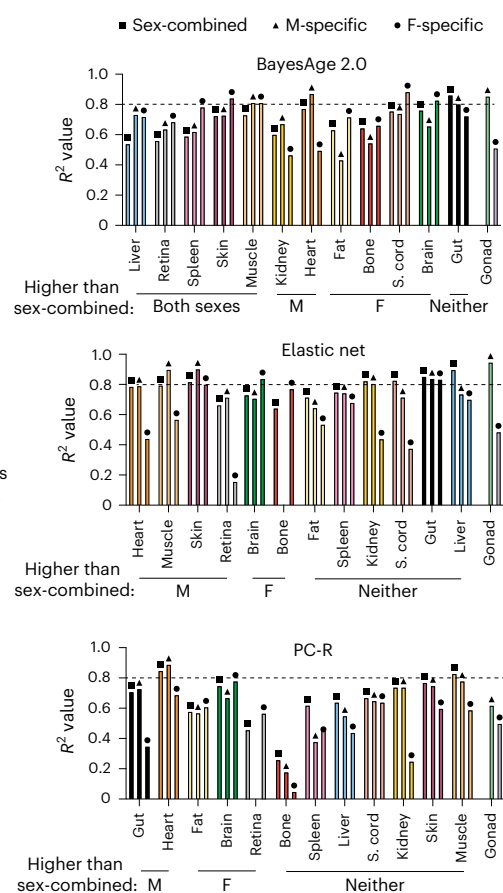 ■ Sex-combined ▲ M-specific ● F-specific
BayesAge 2.0
R² value
1.0
0.8
0.6
0.4
0.2
0
Liver Retina Spleen Skin Muscle Kidney Heart Fat Bone S. cord Brain Gut Gonad
Higher than
sex-combined: Both sexes M F Neither
Elastic net
R² value
1.0
0.8
0.6
0.4
0.2
0
s
Heart Muscle Skin Retina Brain Bone Fat Spleen Kidney S. cord Gut Liver Gonad
Higher than
sex-combined: M F Neither
PC-R
R² value
1.0
0.8
0.6
0.4
0.2
0
Gut Heart Fat Brain Retina Bone Spleen Liver S. cord Kidney Skin Muscle Gonad
Higher than
sex-combined: M F Neither